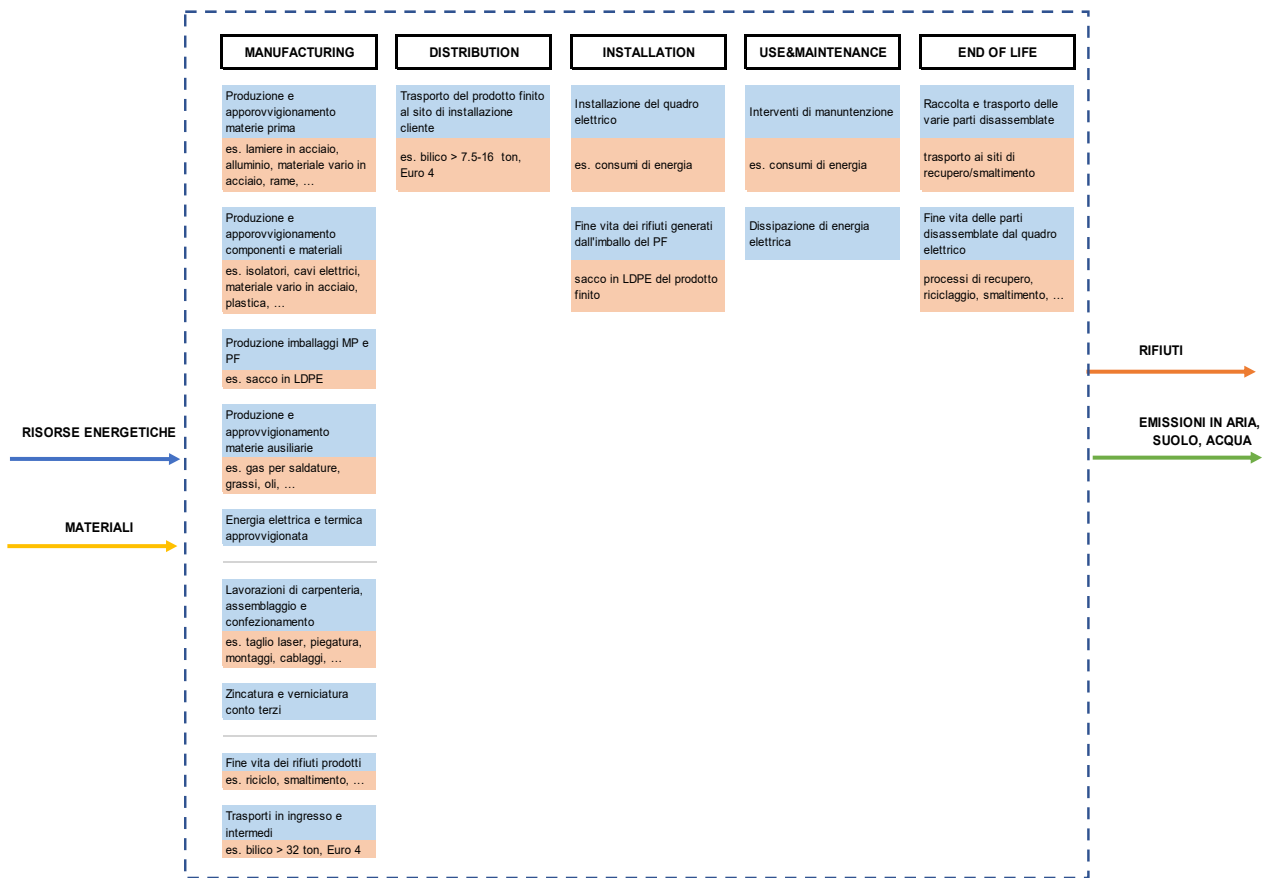 MANUFACTURING
Produzione e
apporovvigionamento
materie prima
es. lamiere in acciaio,
alluminio, materiale vario in
acciaio, rame, …
Produzione e
apporovvigionamento
componenti e materiali
es. isolatori, cavi elettrici,
materiale vario in acciaio,
plastica, …
Produzione imballaggi MP e
PF
es. sacco in LDPE
Produzione e
approvvigionamento
materie ausiliarie
es. gas per saldature,
grassi, oli, …
Energia elettrica e termica
approvvigionata
Lavorazioni di carpenteria,
assemblaggio e
confezionamento
es. taglio laser, piegatura,
montaggi, cablaggi, …
Zincatura e verniciatura
conto terzi
Fine vita dei rifiuti prodotti
es. riciclo, smaltimento, …
Trasporti in ingresso e
intermedi
es. bilico > 32 ton, Euro 4
DISTRIBUTION
Trasporto del prodotto finito
al sito di installazione
cliente
es. bilico > 7.5-16 ton,
Euro 4
INSTALLATION
Installazione del quadro
elettrico
es. consumi di energia
Fine vita dei rifiuti generati
dall'imballo del PF
sacco in LDPE del prodotto
finito
USE&MAINTENANCE
Interventi di manuntenzione
es. consumi di energia
Dissipazione di energia
elettrica
END OF LIFE
Raccolta e trasporto delle
varie parti disassemblate
trasporto ai siti di
recupero/smaltimento
Fine vita delle parti
disassemblate dal quadro
elettrico
processi di recupero,
riciclaggio, smaltimento, …
RISORSE ENERGETICHE
MATERIALI
RIFIUTI
EMISSIONI IN ARIA,
SUOLO, ACQUA